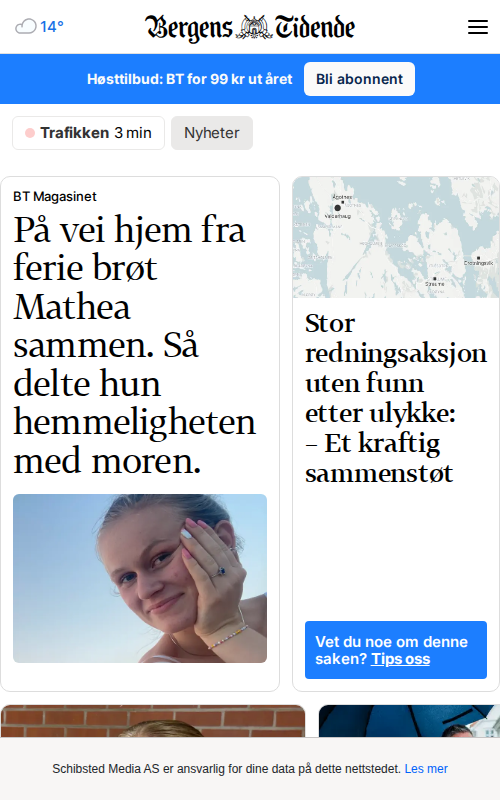 14°
Bergens Tidende
Høsttilbud: BT for 99 kr ut året
Bli abonnent
Trafikken 3 min
Nyheter
BT Magasinet
På vei hjem fra
ferie brøt
Mathea
sammen. Så
delte hun
hemmeligheten
med moren.
Ågotnes
Valderhaug
Straume
Stor
redningsaksjon
uten funn
etter ulykke:
– Et kraftig
sammenstøt
Vet du noe om denne
saken? Tips oss
Schibsted Media AS er ansvarlig for dine data på dette nettstedet. Les mer